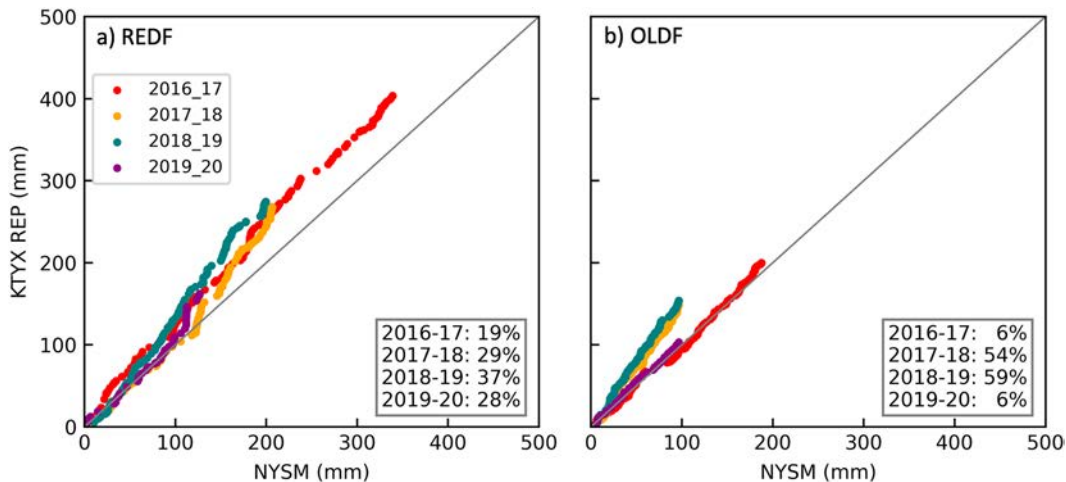 a) REDF
b) OLDF
500
400
300
200
100
0
KTYX REP (mm)
2016_17
2017_18
2018_19
2019_20
2016-17: 19%
2017-18: 29%
2018-19: 37%
2019-20: 28%
2016-17: 6%
2017-18: 54%
2018-19: 59%
2019-20: 6%
0 100 200 300 400 500
0 100 200 300 400 500
NYSM (mm)
NYSM (mm)